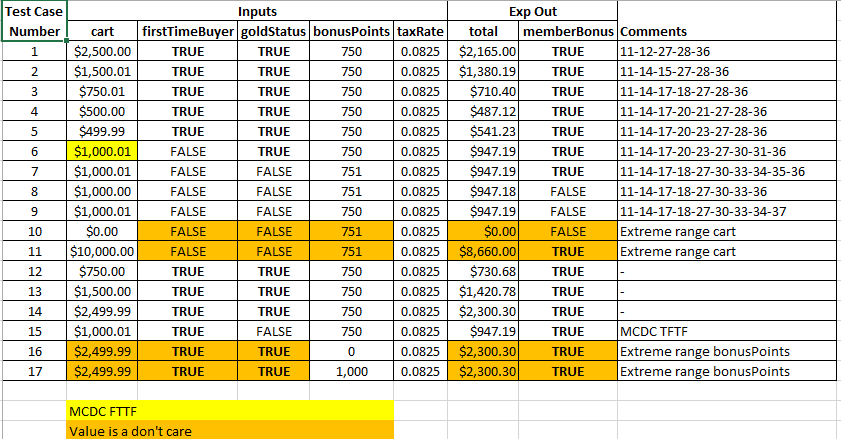 Test Case Inputs Exp Out
Number cart firstTimeBuyer goldStatus bonusPoints taxRate total memberBonus Comments
1 $2,500.00 TRUE TRUE 750 0.0825 $2,165.00 TRUE 11-12-27-28-36
2 $1,500.01 TRUE TRUE 750 0.0825 $1,380.19 TRUE 11-14-15-27-28-36
3 $750.01 TRUE TRUE 750 0.0825 $710.40 TRUE 11-14-17-18-27-28-36
4 $500.00 TRUE TRUE 750 0.0825 $487.12 TRUE 11-14-17-20-21-27-28-36
5 $499.99 TRUE TRUE 750 0.0825 $541.23 TRUE 11-14-17-20-23-27-28-36
6 $1,000.01 FALSE TRUE 750 0.0825 $947.19 TRUE 11-14-17-20-23-27-30-31-36
7 $1,000.01 FALSE FALSE 751 0.0825 $947.19 TRUE 11-14-17-18-27-30-33-34-35-36
8 $1,000.00 FALSE FALSE 751 0.0825 $947.18 FALSE 11-14-17-18-27-30-33-36
9 $1,000.01 FALSE FALSE 750 0.0825 $947.19 FALSE 11-14-17-18-27-30-33-34-37
10 $0.00 FALSE FALSE 751 0.0825 $0.00 FALSE Extreme range cart
11 $10,000.00 FALSE FALSE 751 0.0825 $8,660.00 TRUE Extreme range cart
12 $750.00 TRUE TRUE 750 0.0825 $730.68 TRUE -
13 $1,500.00 TRUE TRUE 750 0.0825 $1,420.78 TRUE -
14 $2,499.99 TRUE TRUE 750 0.0825 $2,300.30 TRUE -
15 $1,000.01 TRUE FALSE 750 0.0825 $947.19 TRUE MCDC TFTF
16 $2,499.99 TRUE TRUE 0 0.0825 $2,300.30 TRUE Extreme range bonusPoints
17 $2,499.99 TRUE TRUE 1,000 0.0825 $2,300.30 TRUE Extreme range bonusPoints
MCDC FTTF
Value is a don't care